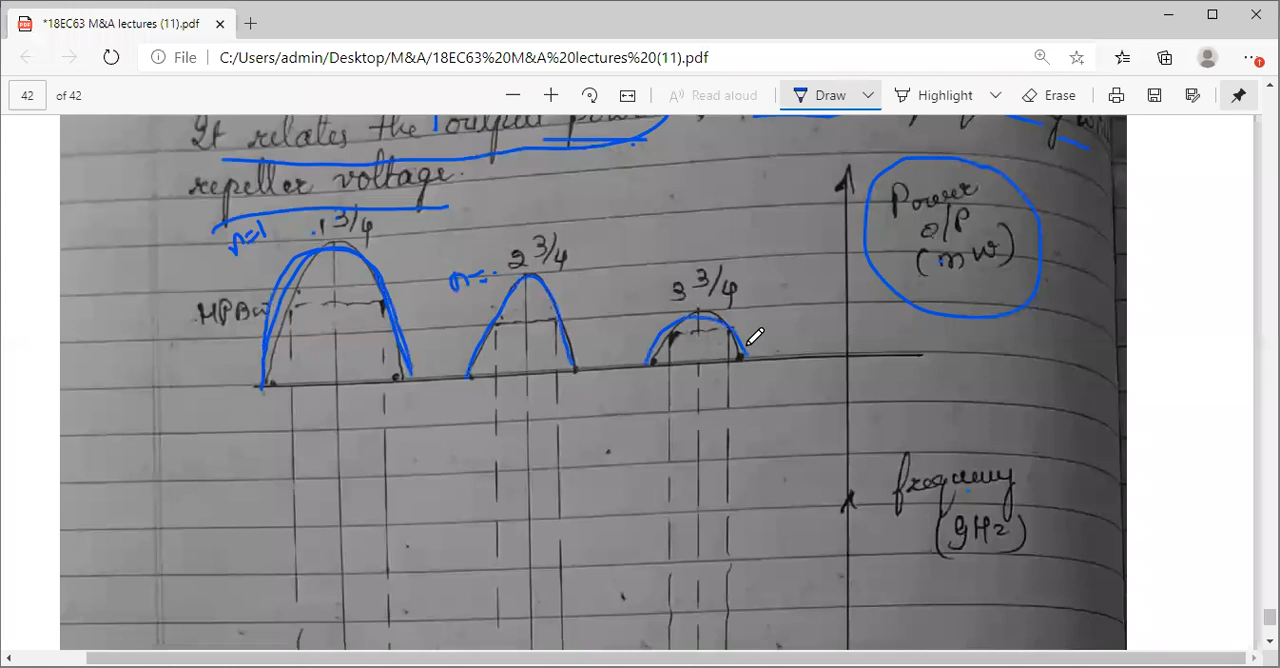 *18EC63 M&A lectures (11).pdf
File C:/Users/admin/Desktop/M&A/18EC63%20M&A%20lectures%20(11).pdf
42 of 42 Read aloud Draw Highlight Erase
It relates the output power
repeller voltage.
n=1 1 3/4
n= 2 3/4
3 3/4
HPBW
Power
O/P
(mW)
frequency
(GHz)